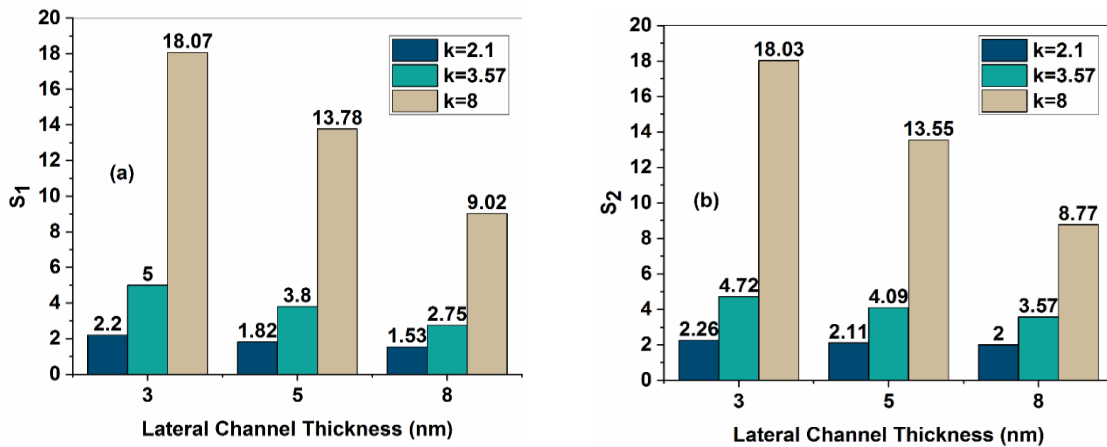 20
18
16
14
12
10
8
6
4
2
0
S1
(a)
k=2.1
k=3.57
k=8
18.07
13.78
9.02
5
3.8
2.75
2.2
1.82
1.53
3 5 8
Lateral Channel Thickness (nm)
20
18
16
14
12
10
8
6
4
2
0
S2
(b)
k=2.1
k=3.57
k=8
18.03
13.55
8.77
4.72
4.09
3.57
2.26
2.11
2
3 5 8
Lateral Channel Thickness (nm)